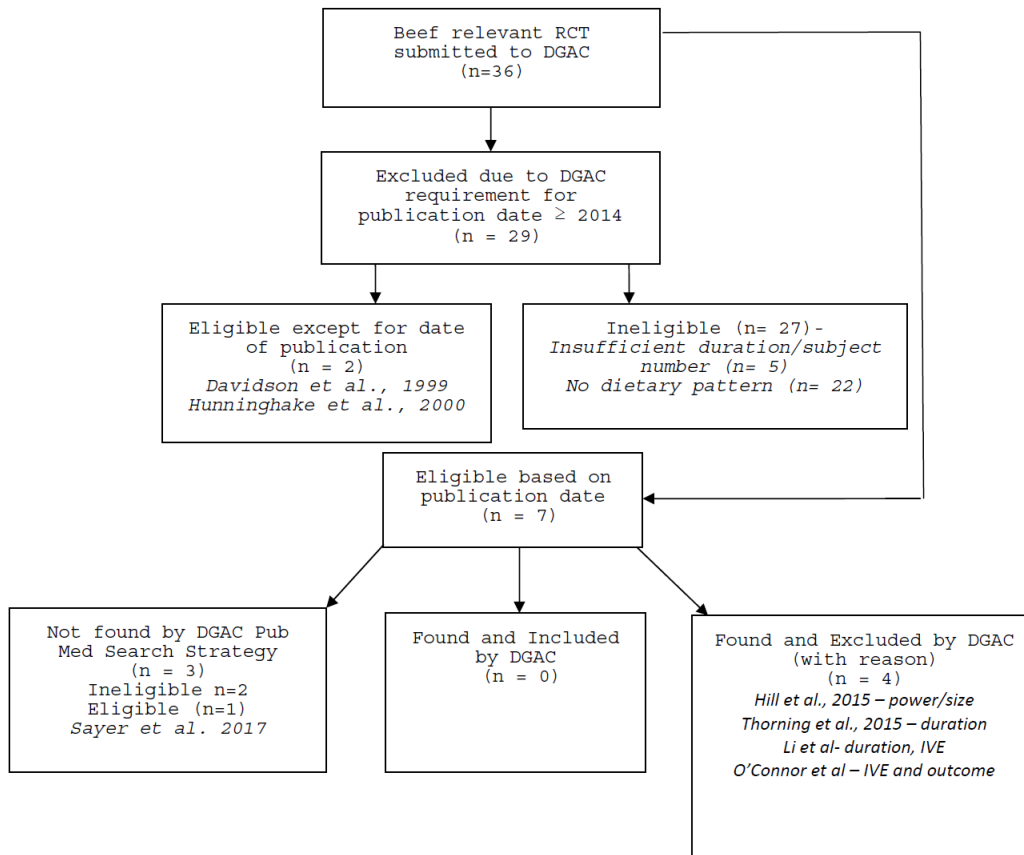 Beef relevant RCT
submitted to DGAC
(n=36)
Excluded due to DGAC
requirement for
publication date ≥ 2014
(n = 29)
Eligible except for date
of publication
(n = 2)
Davidson et al., 1999
Hunninghake et al., 2000
Ineligible (n= 27)-
Insufficient duration/subject
number (n= 5)
No dietary pattern (n= 22)
Eligible based on
publication date
(n = 7)
Not found by DGAC Pub
Med Search Strategy
(n = 3)
Ineligible n=2
Eligible (n=1)
Sayer et al. 2017
Found and Included
by DGAC
(n = 0)
Found and Excluded by DGAC
(with reason)
(n = 4)
Hill et al., 2015 – power/size
Thorning et al., 2015 – duration
Li et al- duration, IVE
O’Connor et al – IVE and outcome